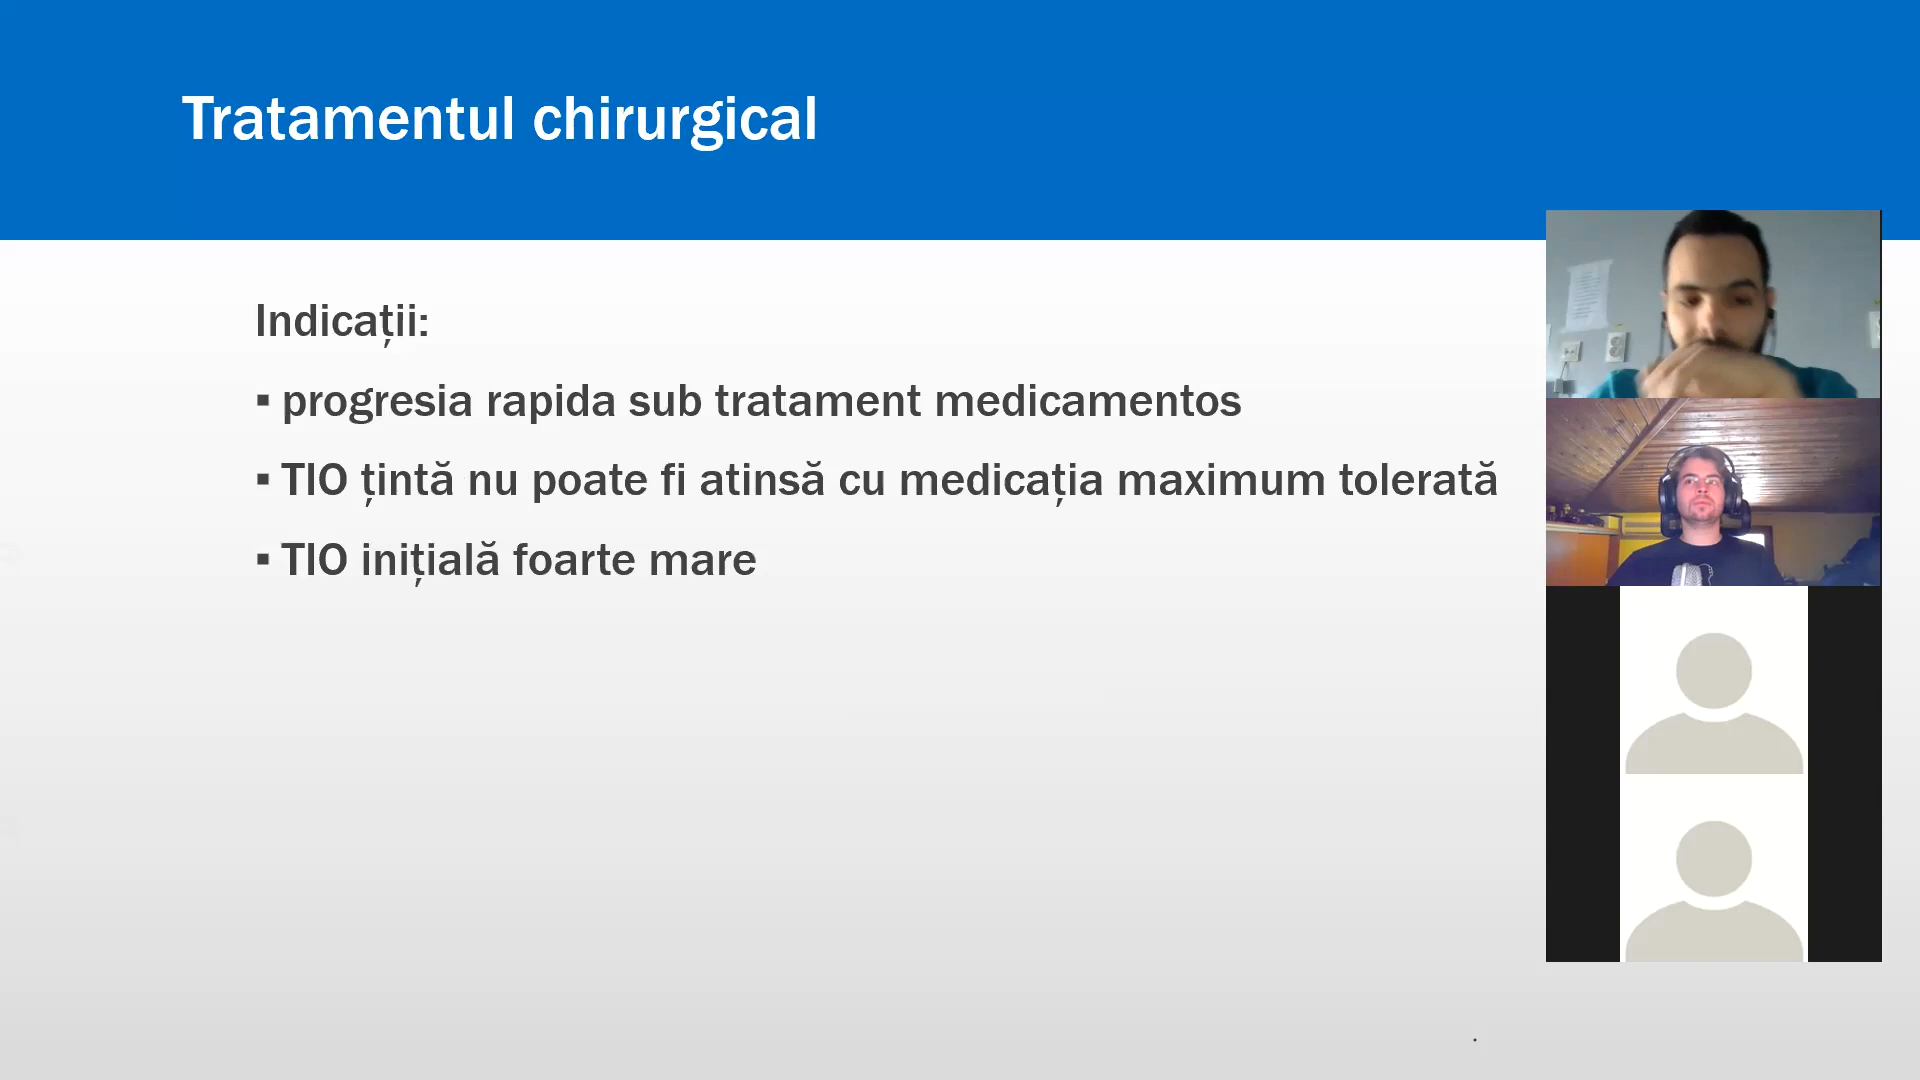 Tratamentul chirurgical
Indicații:
▪ progresia rapida sub tratament medicamentos
▪ TIO țintă nu poate fi atinsă cu medicația maximum tolerată
▪ TIO inițială foarte mare